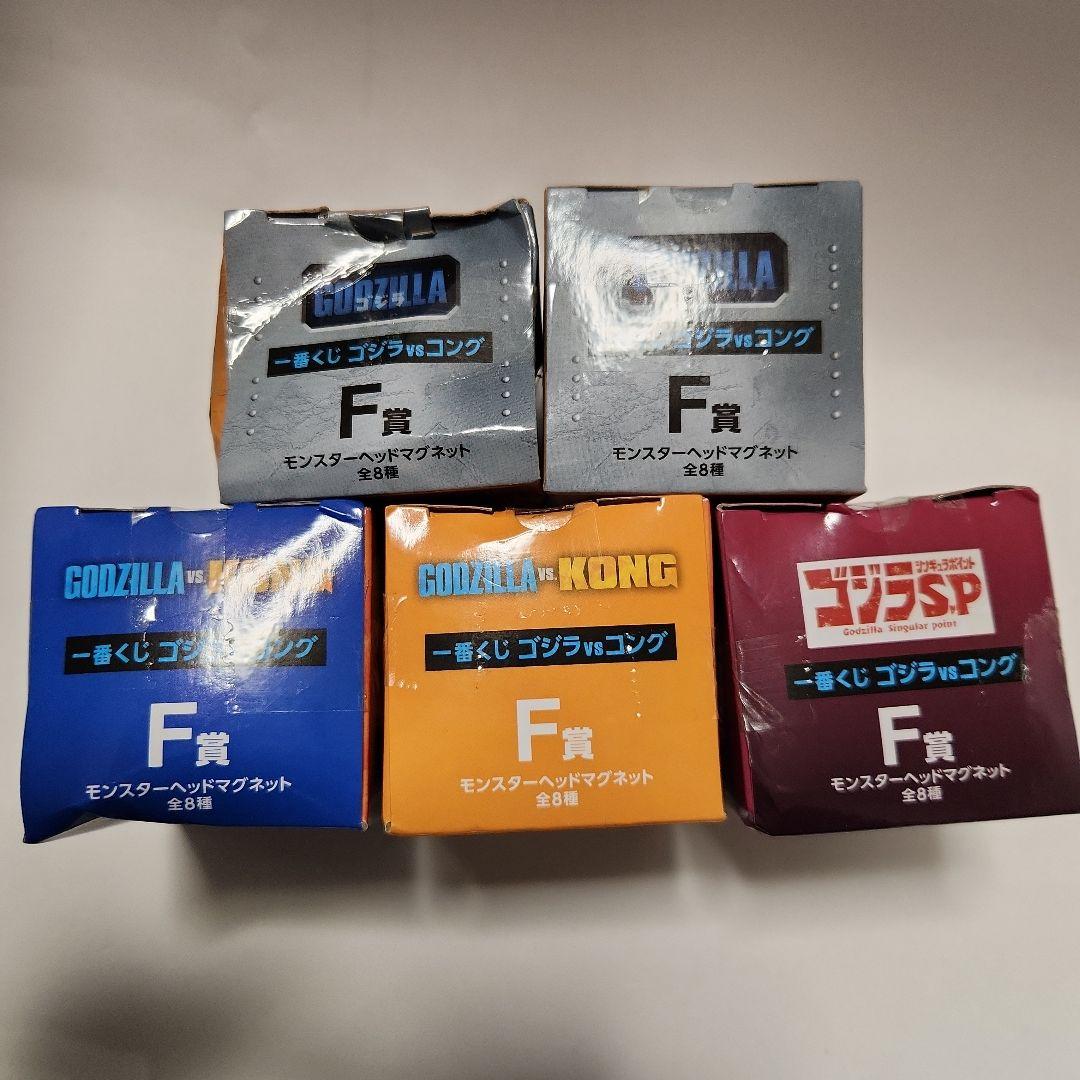 GODZILLA
ゴジラ
一番くじ ゴジラvsコング
F賞
モンスターヘッドマグネット
全8種
ゴジラvsコング
F賞
モンスターヘッドマグネット
全8種
GODZILLA vs.
一番くじ ゴジラ コング
F賞
モンスターヘッドマグネット
全8種
GODZILLA vs. KONG
一番くじ ゴジラvsコング
F賞
モンスターヘッドマグネット
全8種
シンギュラポイント
ゴジラS.P
Godzilla Singular point
一番くじ ゴジラvsコング
F賞
モンスターヘッドマグネット
全8種